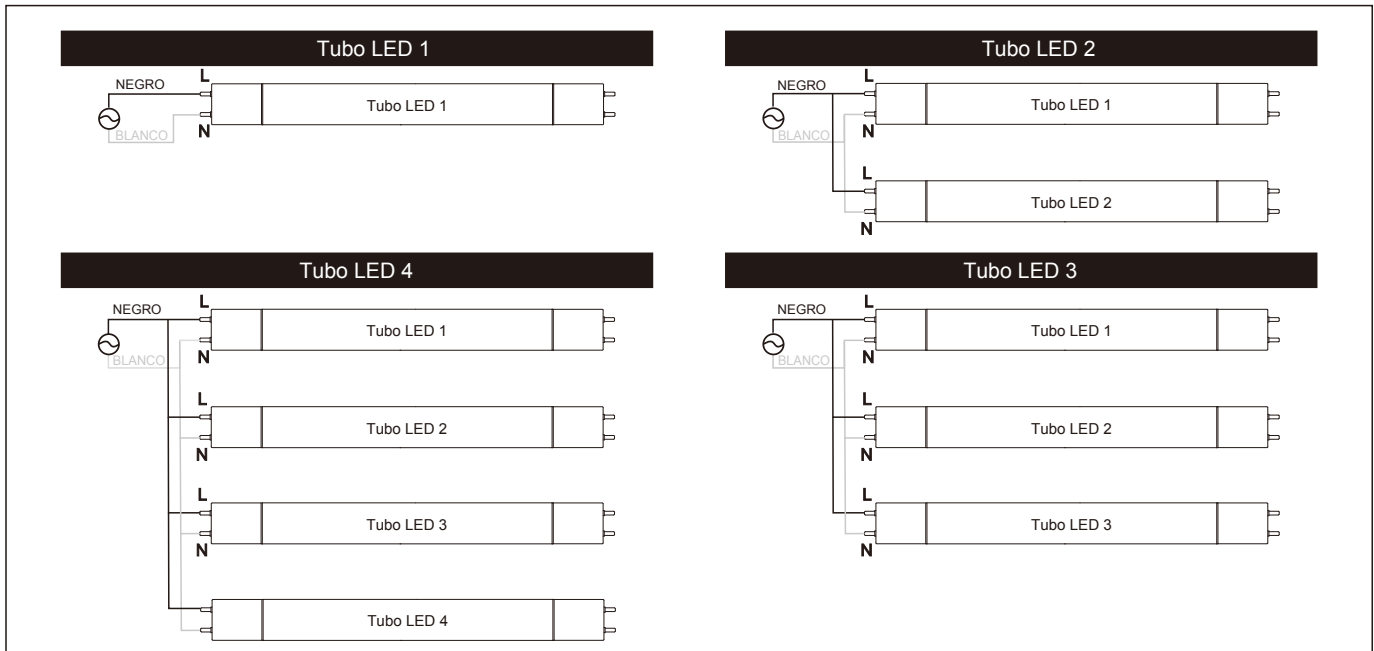 Tubo LED 1
NEGRO
L
Tubo LED 1
BLANCO
N
Tubo LED 2
NEGRO
L
Tubo LED 1
BLANCO
N
L
Tubo LED 2
N
Tubo LED 4
NEGRO
L
Tubo LED 1
BLANCO
N
L
Tubo LED 2
N
L
Tubo LED 3
N
Tubo LED 4
Tubo LED 3
NEGRO
L
Tubo LED 1
BLANCO
N
L
Tubo LED 2
N
L
Tubo LED 3
N